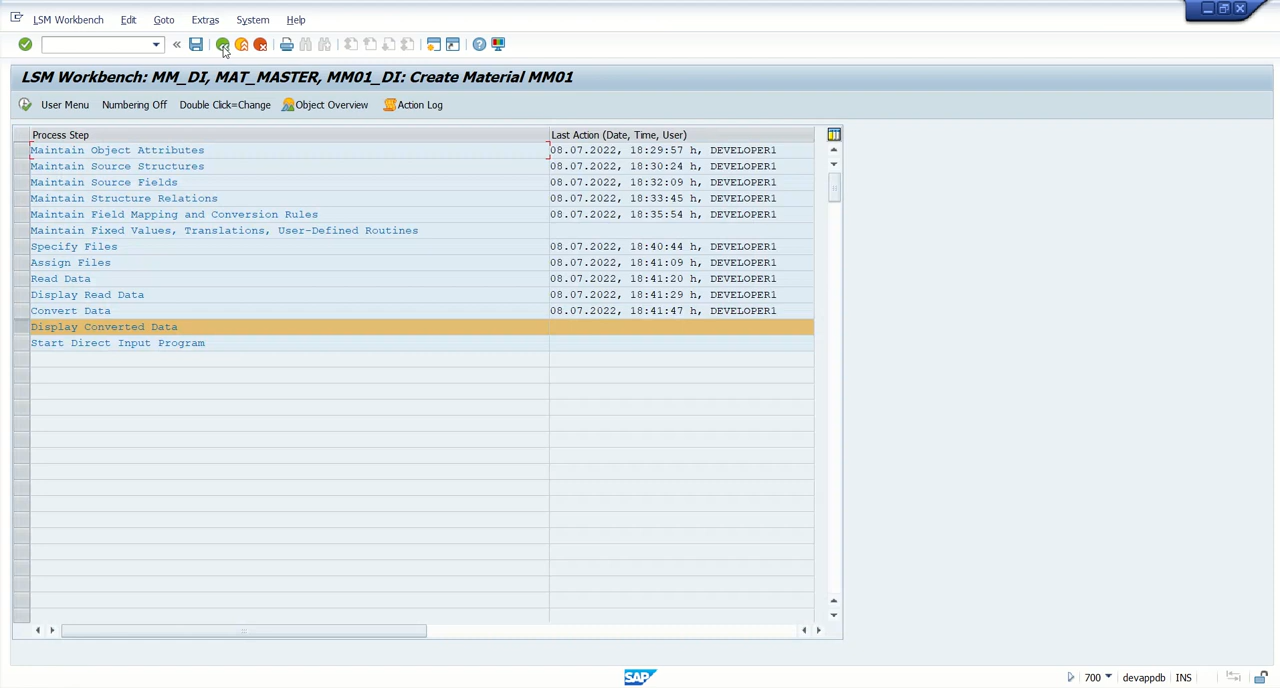 LSM Workbench Edit Goto Extras System Help
LSM Workbench: MM_DI, MAT_MASTER, MM01_DI: Create Material MM01
User Menu Numbering Off Double Click=Change Object Overview Action Log
Process Step Last Action (Date, Time, User)
Maintain Object Attributes 08.07.2022, 18:29:57 h, DEVELOPER1
Maintain Source Structures 08.07.2022, 18:30:24 h, DEVELOPER1
Maintain Source Fields 08.07.2022, 18:32:09 h, DEVELOPER1
Maintain Structure Relations 08.07.2022, 18:33:45 h, DEVELOPER1
Maintain Field Mapping and Conversion Rules 08.07.2022, 18:35:54 h, DEVELOPER1
Maintain Fixed Values, Translations, User-Defined Routines
Specify Files 08.07.2022, 18:40:44 h, DEVELOPER1
Assign Files 08.07.2022, 18:41:09 h, DEVELOPER1
Read Data 08.07.2022, 18:41:20 h, DEVELOPER1
Display Read Data 08.07.2022, 18:41:29 h, DEVELOPER1
Convert Data 08.07.2022, 18:41:47 h, DEVELOPER1
Display Converted Data
Start Direct Input Program
SAP 700 devappdb INS